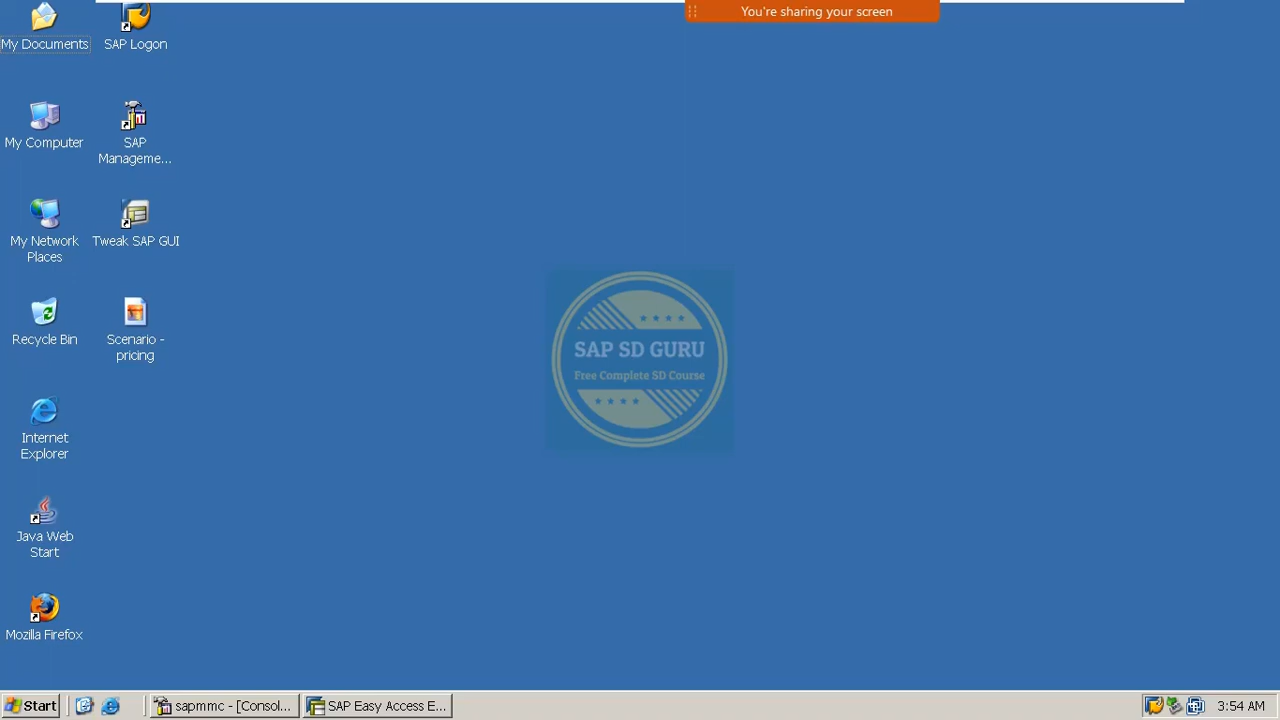 You're sharing your screen
My Documents
SAP Logon
My Computer
SAP
Manageme...
My Network
Places
Tweak SAP GUI
Recycle Bin
Scenario -
pricing
SAP SD GURU
Free Complete SD Course
Internet
Explorer
Java Web
Start
Mozilla Firefox
Start
sapmmc - [Consol...
SAP Easy Access E...
3:54 AM